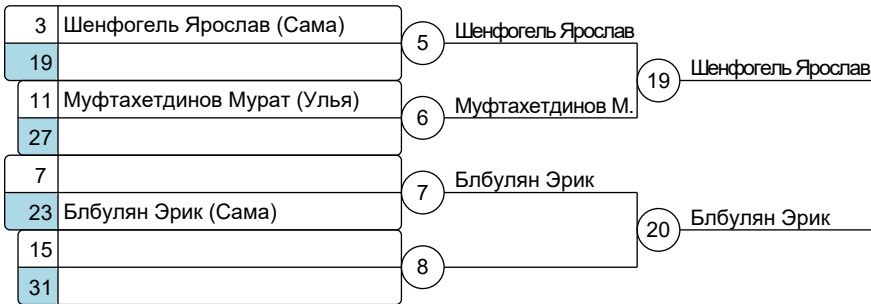 3 Шенфогель Ярослав (Сама)
19
5 Шенфогель Ярослав
11 Муфтахетдинов Мурат (Улья)
27
6 Муфтахетдинов М.
19 Шенфогель Ярослав
7
23 Блбулян Эрик (Сама)
7 Блбулян Эрик
15
31
8
20 Блбулян Эрик